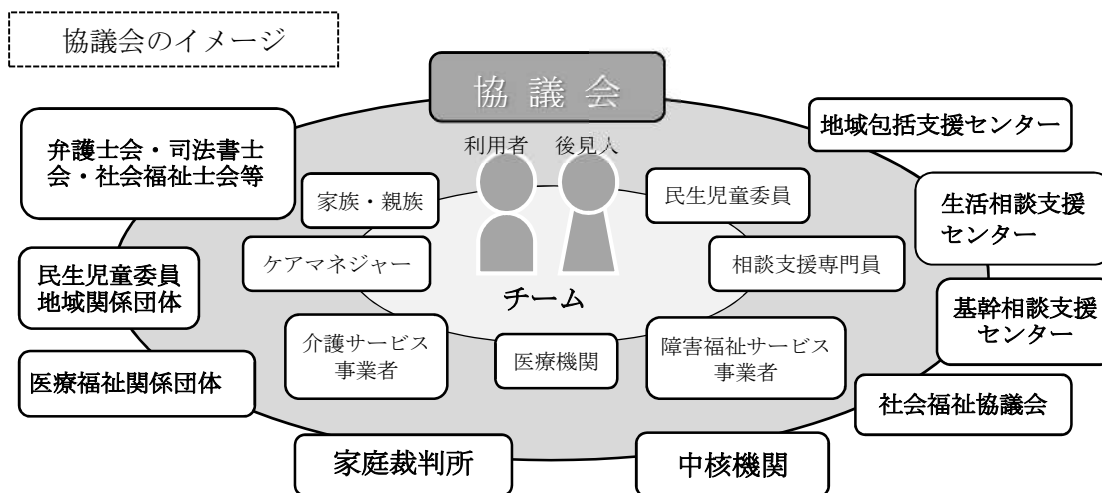 協議会のイメージ
協 議 会
利用者 後見人
弁護士会・司法書士
会・社会福祉士会等
地域包括支援センター
家族・親族
民生児童委員
生活相談支援
センター
ケアマネジャー
相談支援専門員
民生児童委員
地域関係団体
チーム
基幹相談支援
センター
介護サービス
事業者
医療機関
障害福祉サービス
事業者
医療福祉関係団体
社会福祉協議会
家庭裁判所
中核機関